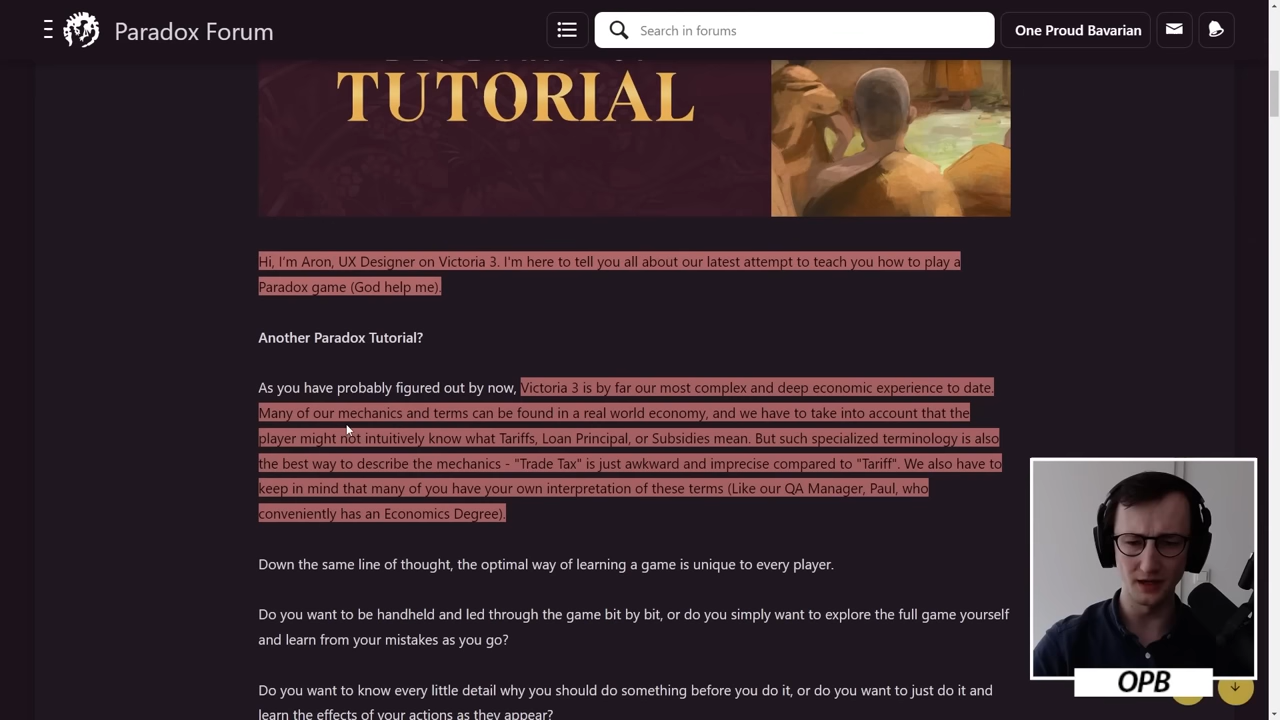 Paradox Forum
Search in forums
One Proud Bavarian
TUTORIAL
Hi, I'm Aron, UX Designer on Victoria 3. I'm here to tell you all about our latest attempt to teach you how to play a
Paradox game (God help me).
Another Paradox Tutorial?
As you have probably figured out by now, Victoria 3 is by far our most complex and deep economic experience to date.
Many of our mechanics and terms can be found in a real world economy, and we have to take into account that the
player might not intuitively know what Tariffs, Loan Principal, or Subsidies mean. But such specialized terminology is also
the best way to describe the mechanics - "Trade Tax" is just awkward and imprecise compared to "Tariff". We also have to
keep in mind that many of you have your own interpretation of these terms (Like our QA Manager, Paul, who
conveniently has an Economics Degree).
Down the same line of thought, the optimal way of learning a game is unique to every player.
Do you want to be handheld and led through the game bit by bit, or do you simply want to explore the full game yourself
and learn from your mistakes as you go?
Do you want to know every little detail why you should do something before you do it, or do you want to just do it and
learn the effects of your actions as they appear?
OPB